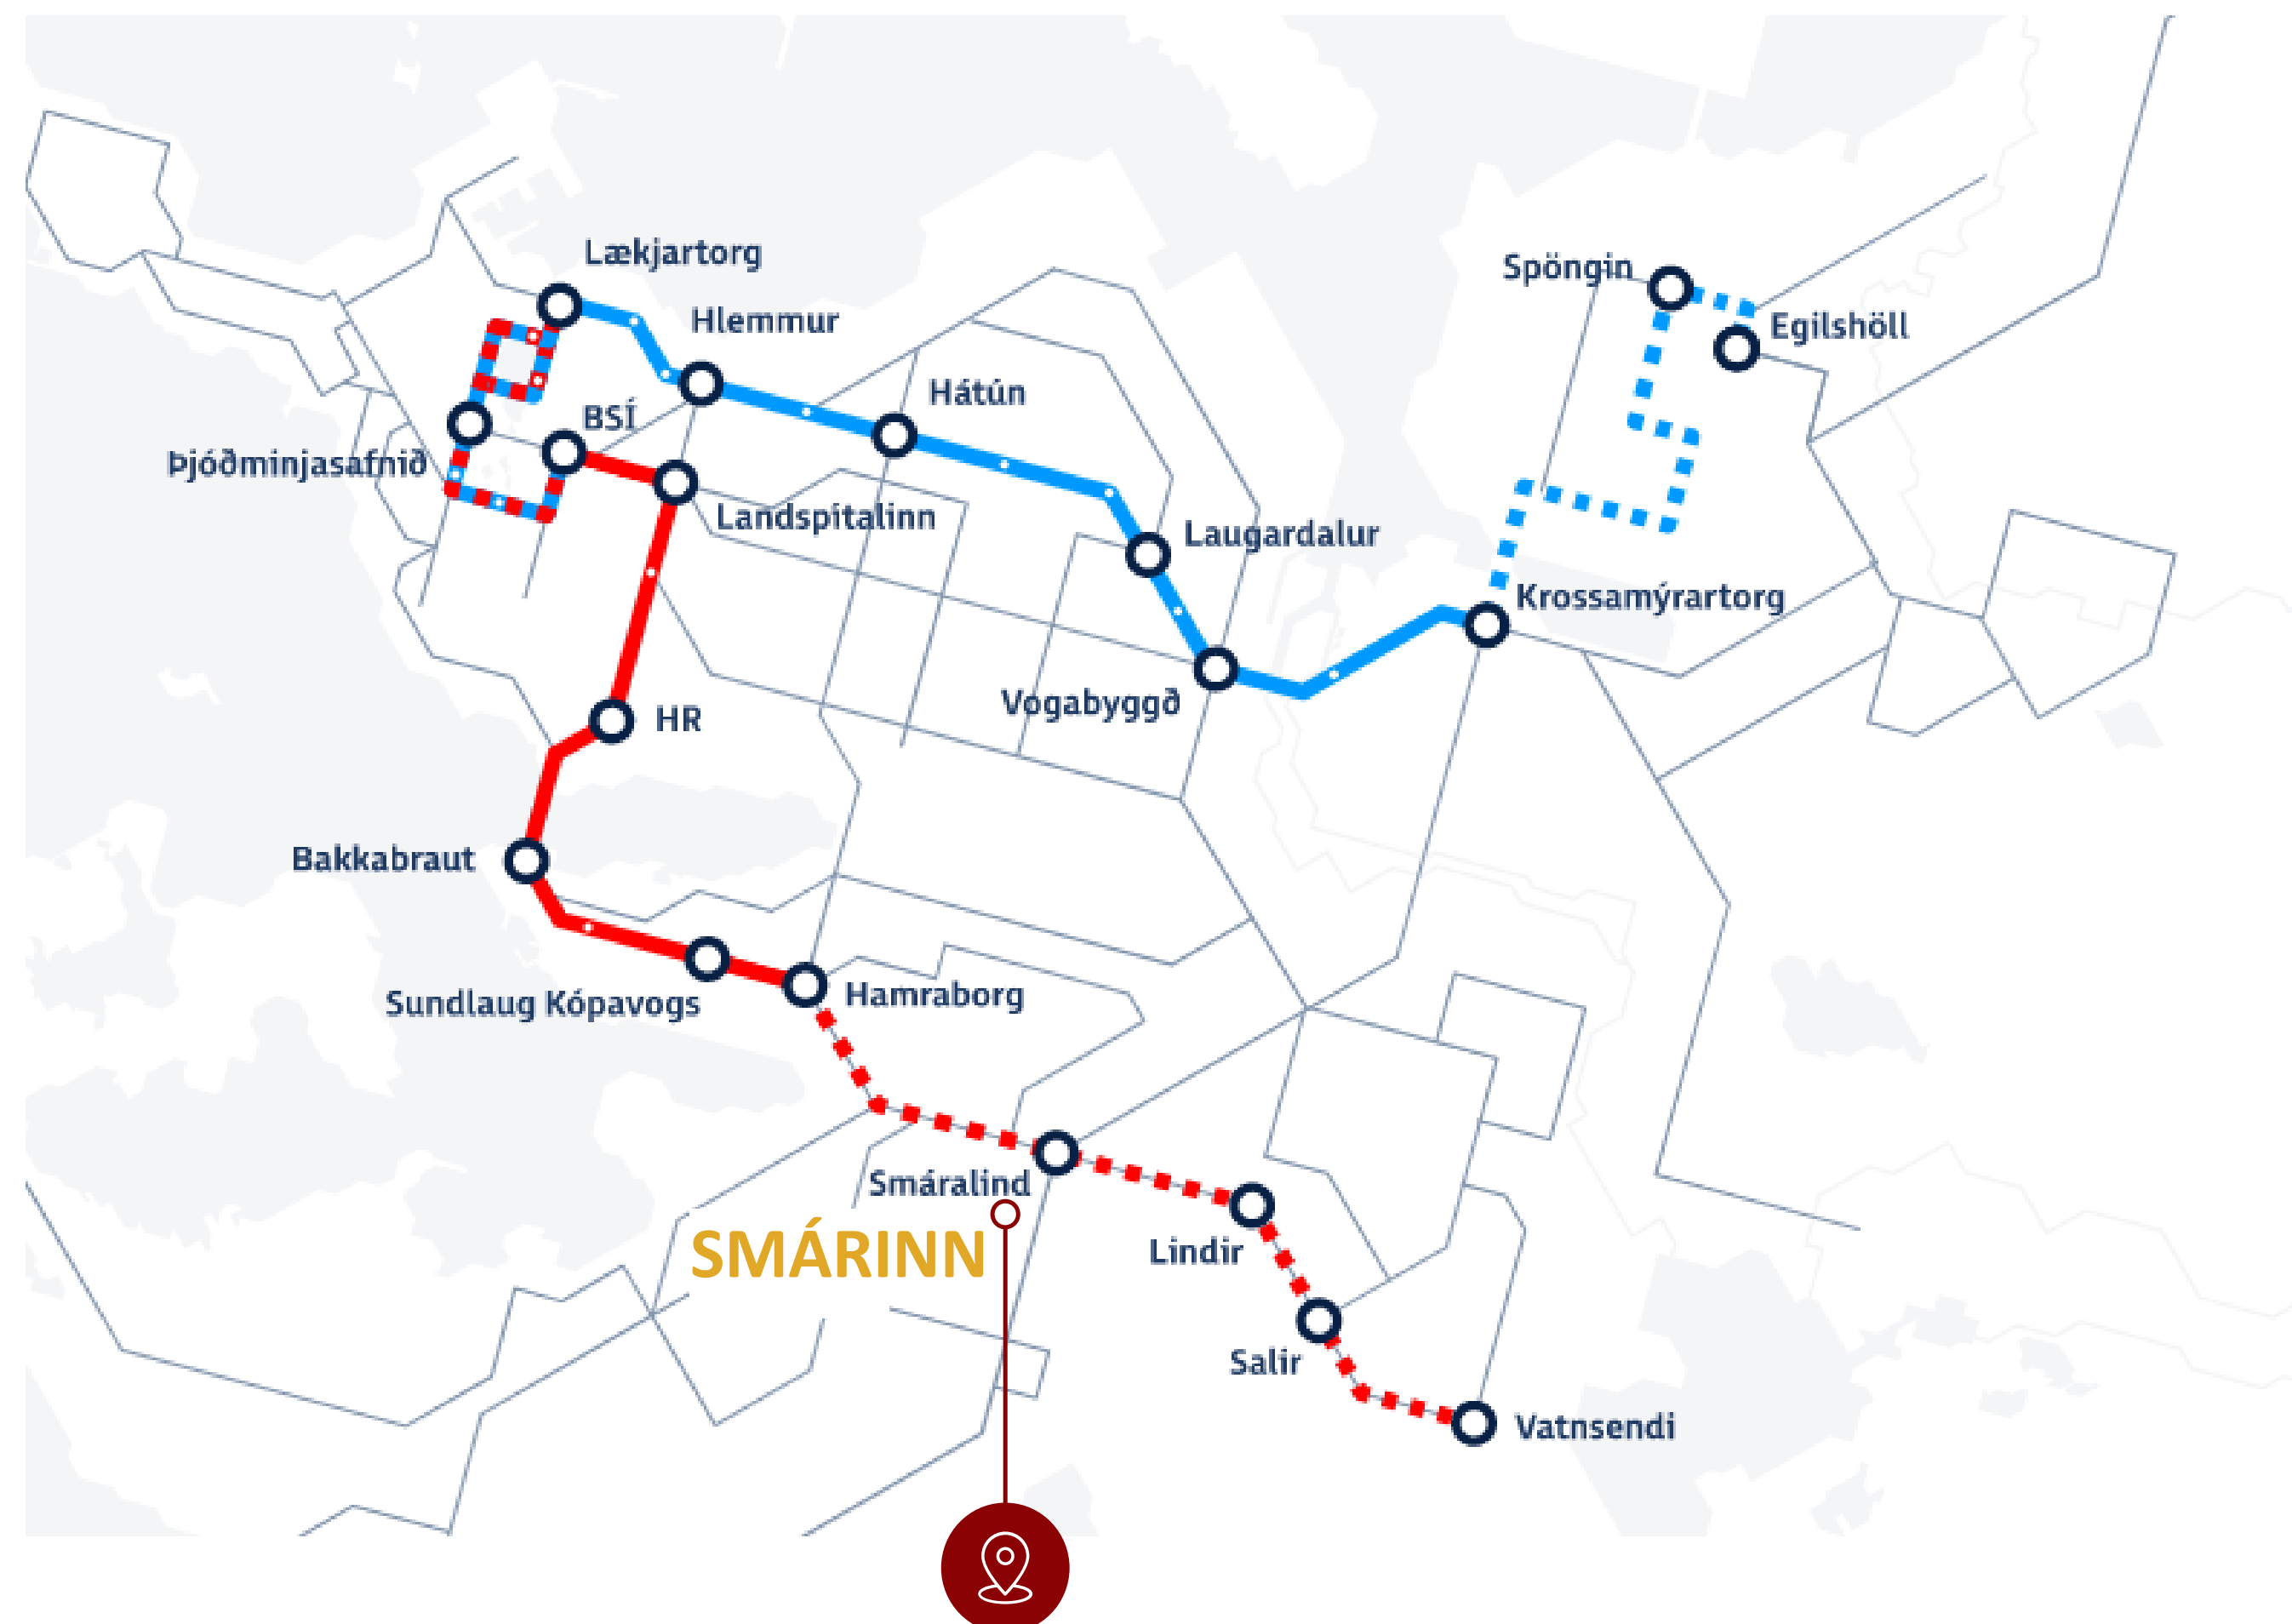 Lækjartorg
Spöngin
Hlemmur
Egilshöll
Hátún
BSÍ
Þjóðminjasafnið
Landspítalinn
Laugardalur
Krossamýrartorg
Vogabyggð
HR
Bakkabraut
Sundlaug Kópavogs
Hamraborg
Smáralind
SMÁRINN
Lindir
Salir
Vatnsendi